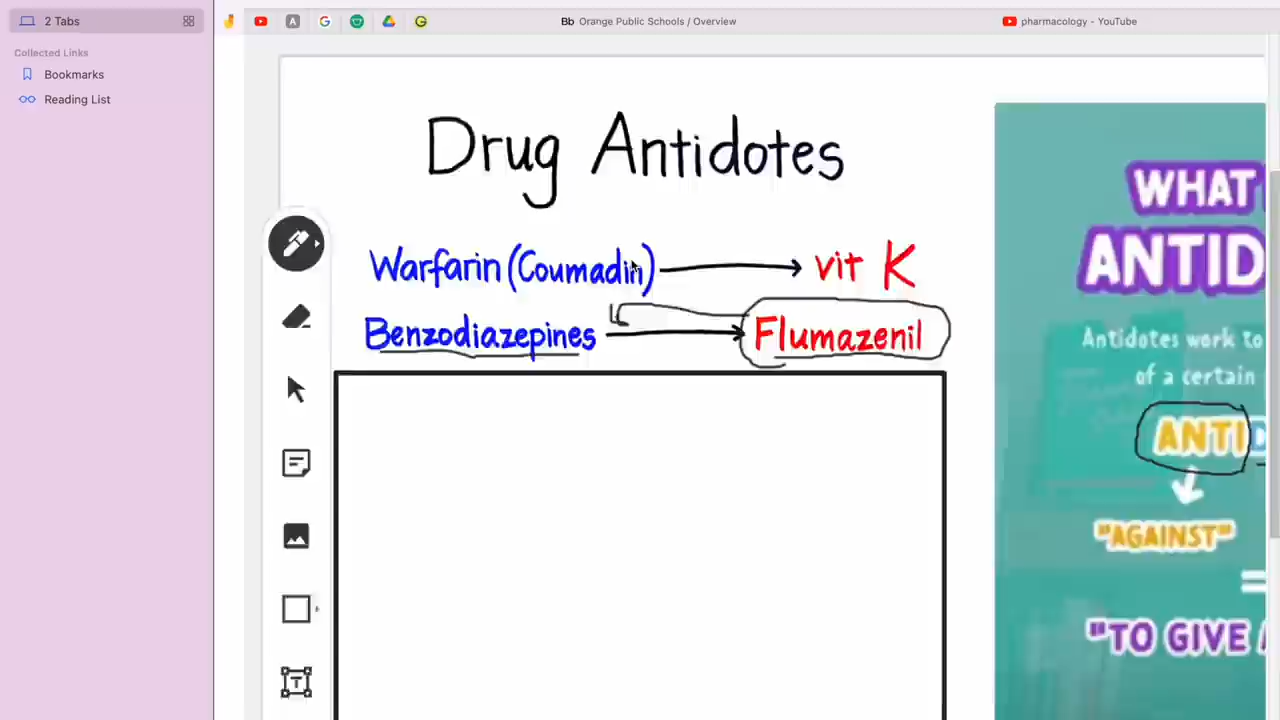 2 Tabs
Bb Orange Public Schools / Overview
pharmacology - YouTube
Collected Links
Bookmarks
Reading List
Drug Antidotes
Warfarin (Coumadin) vit K
Benzodiazepines Flumazenil
WHAT
ANTID
Antidotes work to
of a certain
ANTI
"AGAINST"
=
"TO GIVE